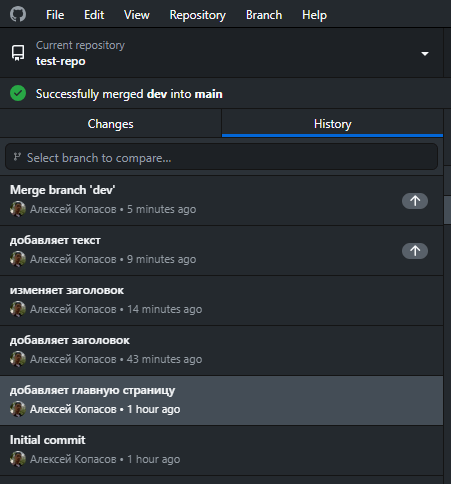 File Edit View Repository Branch Help
Current repository
test-repo
Successfully merged dev into main
Changes History
Select branch to compare...
Merge branch 'dev'
Алексей Копасов • 5 minutes ago
добавляет текст
Алексей Копасов • 9 minutes ago
изменяет заголовок
Алексей Копасов • 14 minutes ago
добавляет заголовок
Алексей Копасов • 43 minutes ago
добавляет главную страницу
Алексей Копасов • 1 hour ago
Initial commit
Алексей Копасов • 1 hour ago